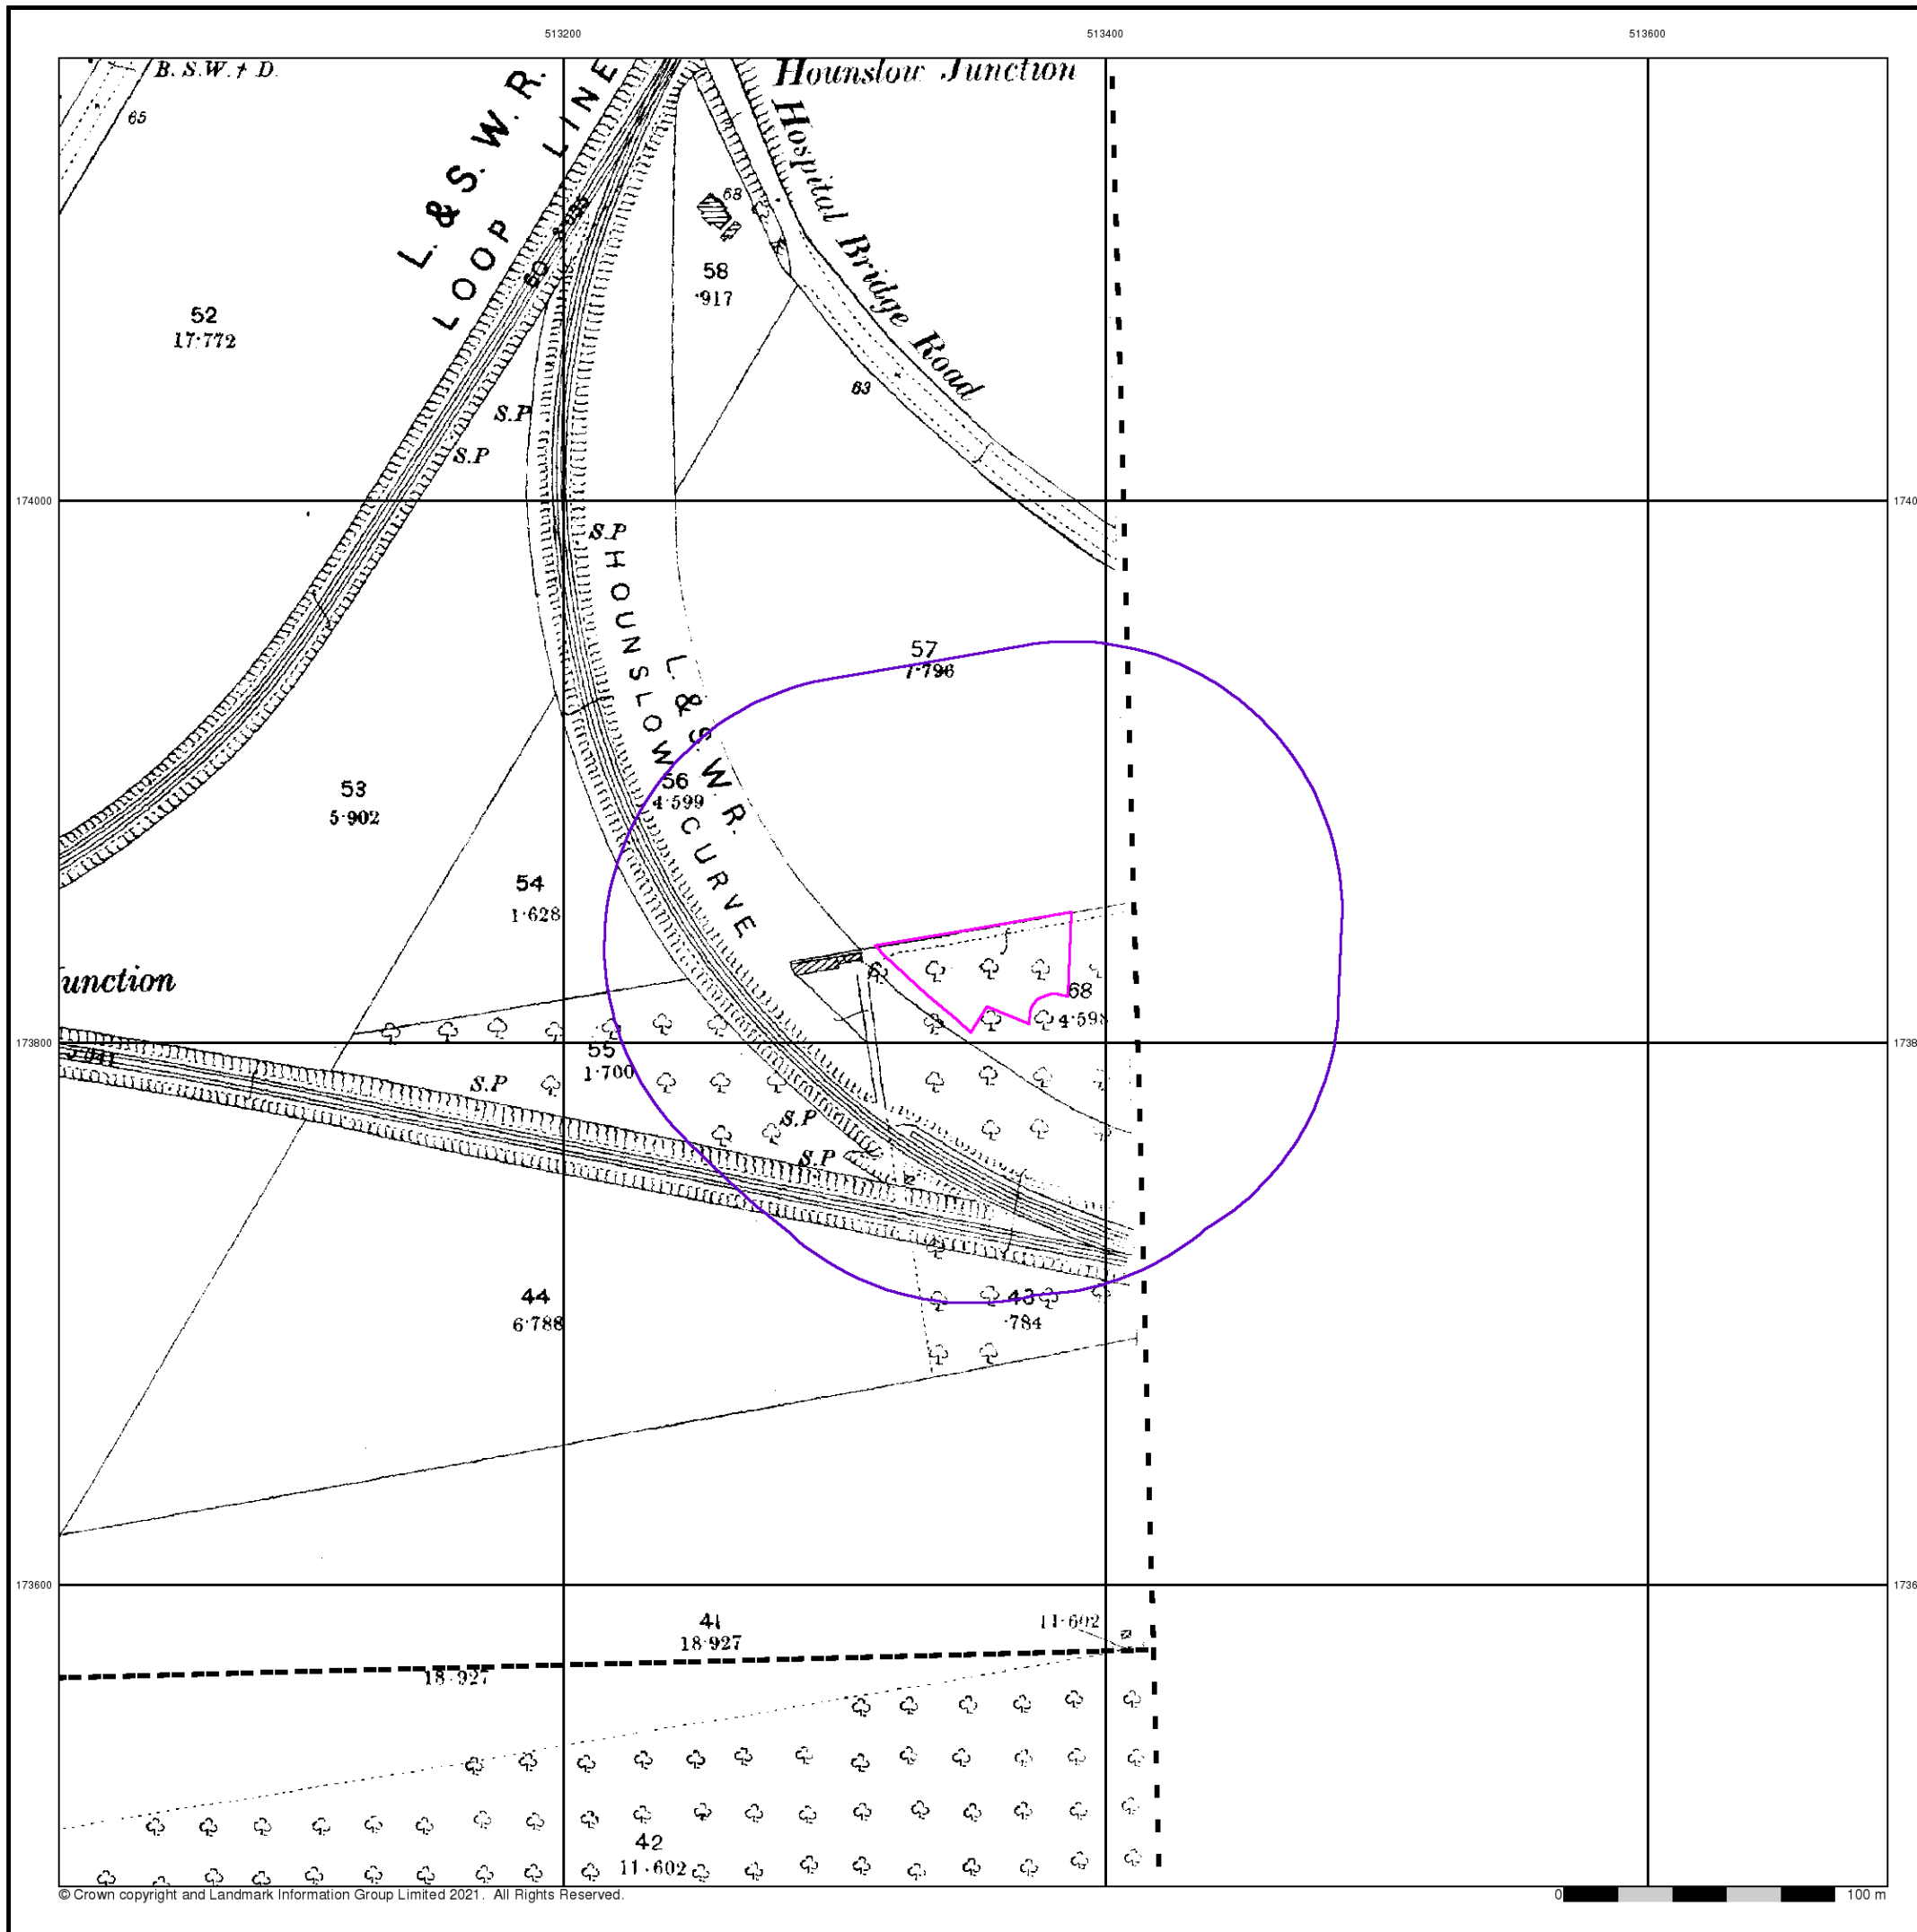 513200
513400
513600
B. S.W. + D.
65
L. & S. W. R.
LOOP LINE
Hounslow Junction
Hospital Bridge Road
68
58
·917
60
52
17·772
63
S.P
S.P
174000
S.P
HOUNSLOW CURVE
L. & S. W. R.
57
7·796
56
4·599
53
5·902
54
1·628
unction
68
4·598
173800
55
1·700
S.P
S.P
S.P
44
6·788
43
·784
173600
41
18·927
11·602
18·927
42
11·602
© Crown copyright and Landmark Information Group Limited 2021. All Rights Reserved.
0
100 m